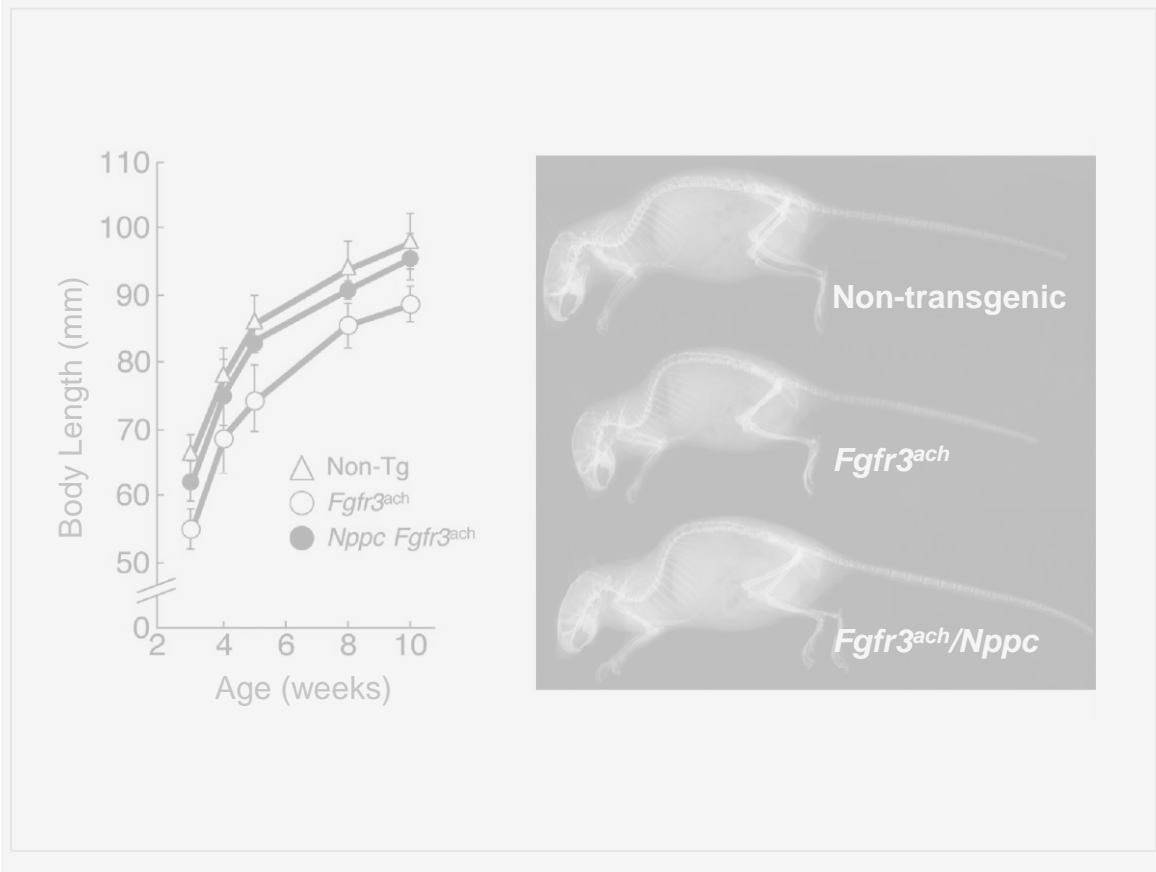 110
100
90
80
70
60
50
0
2 4 6 8 10
Body Length (mm)
Age (weeks)
Non-Tg
Fgfr3ach
Nppc Fgfr3ach
Non-transgenic
Fgfr3ach
Fgfr3ach/Nppc